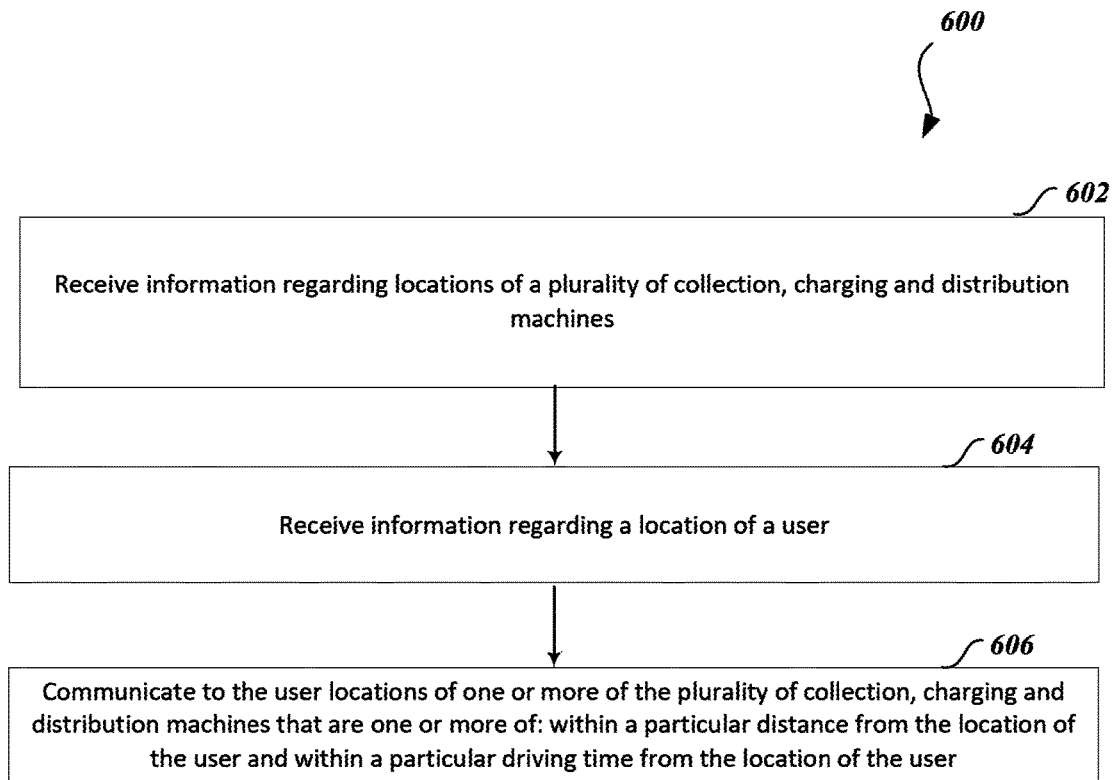 600
602
Receive information regarding locations of a plurality of collection, charging and distribution
machines
604
Receive information regarding a location of a user
606
Communicate to the user locations of one or more of the plurality of collection, charging and
distribution machines that are one or more of: within a particular distance from the location of
the user and within a particular driving time from the location of the user